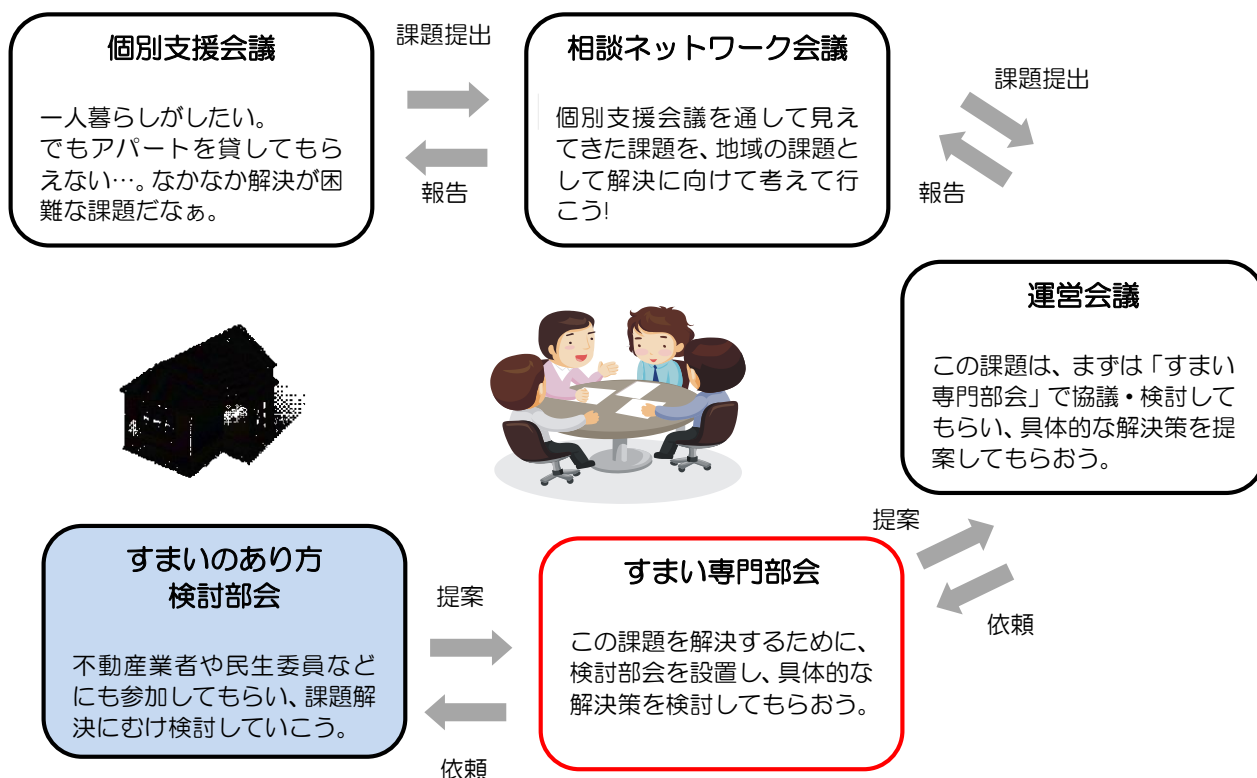 個別支援会議
一人暮らしがしたい。
でもアパートを貸してもら
えない…。なかなか解決が困
難な課題だなぁ。
課題提出
報告
相談ネットワーク会議
個別支援会議を通して見え
てきた課題を、地域の課題と
して解決に向けて考えて行
こう!
課題提出
報告
運営会議
この課題は、まずは「すまい
専門部会」で協議・検討して
もらい、具体的な解決策を提
案してもらおう。
提案
依頼
すまい専門部会
この課題を解決するために、
検討部会を設置し、具体的な
解決策を検討してもらおう。
提案
依頼
すまいのあり方
検討部会
不動産業者や民生委員など
にも参加してもらい、課題解
決にむけ検討していこう。